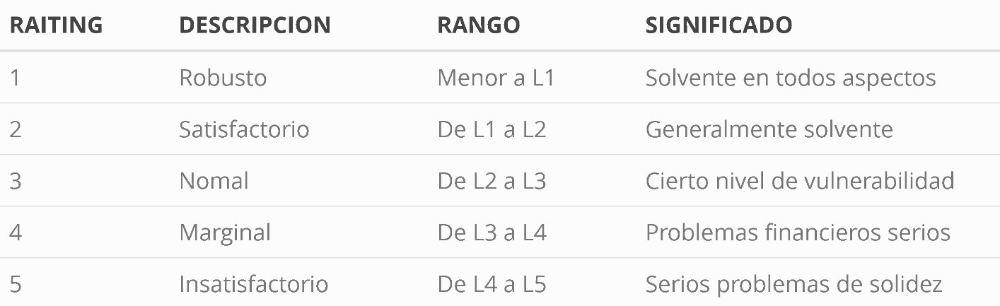 RAITING DESCRIPCION RANGO SIGNIFICADO
1 Robusto Menor a L1 Solvente en todos aspectos
2 Satisfactorio De L1 a L2 Generalmente solvente
3 Nomal De L2 a L3 Cierto nivel de vulnerabilidad
4 Marginal De L3 a L4 Problemas financieros serios
5 Insatisfactorio De L4 a L5 Serios problemas de solidez